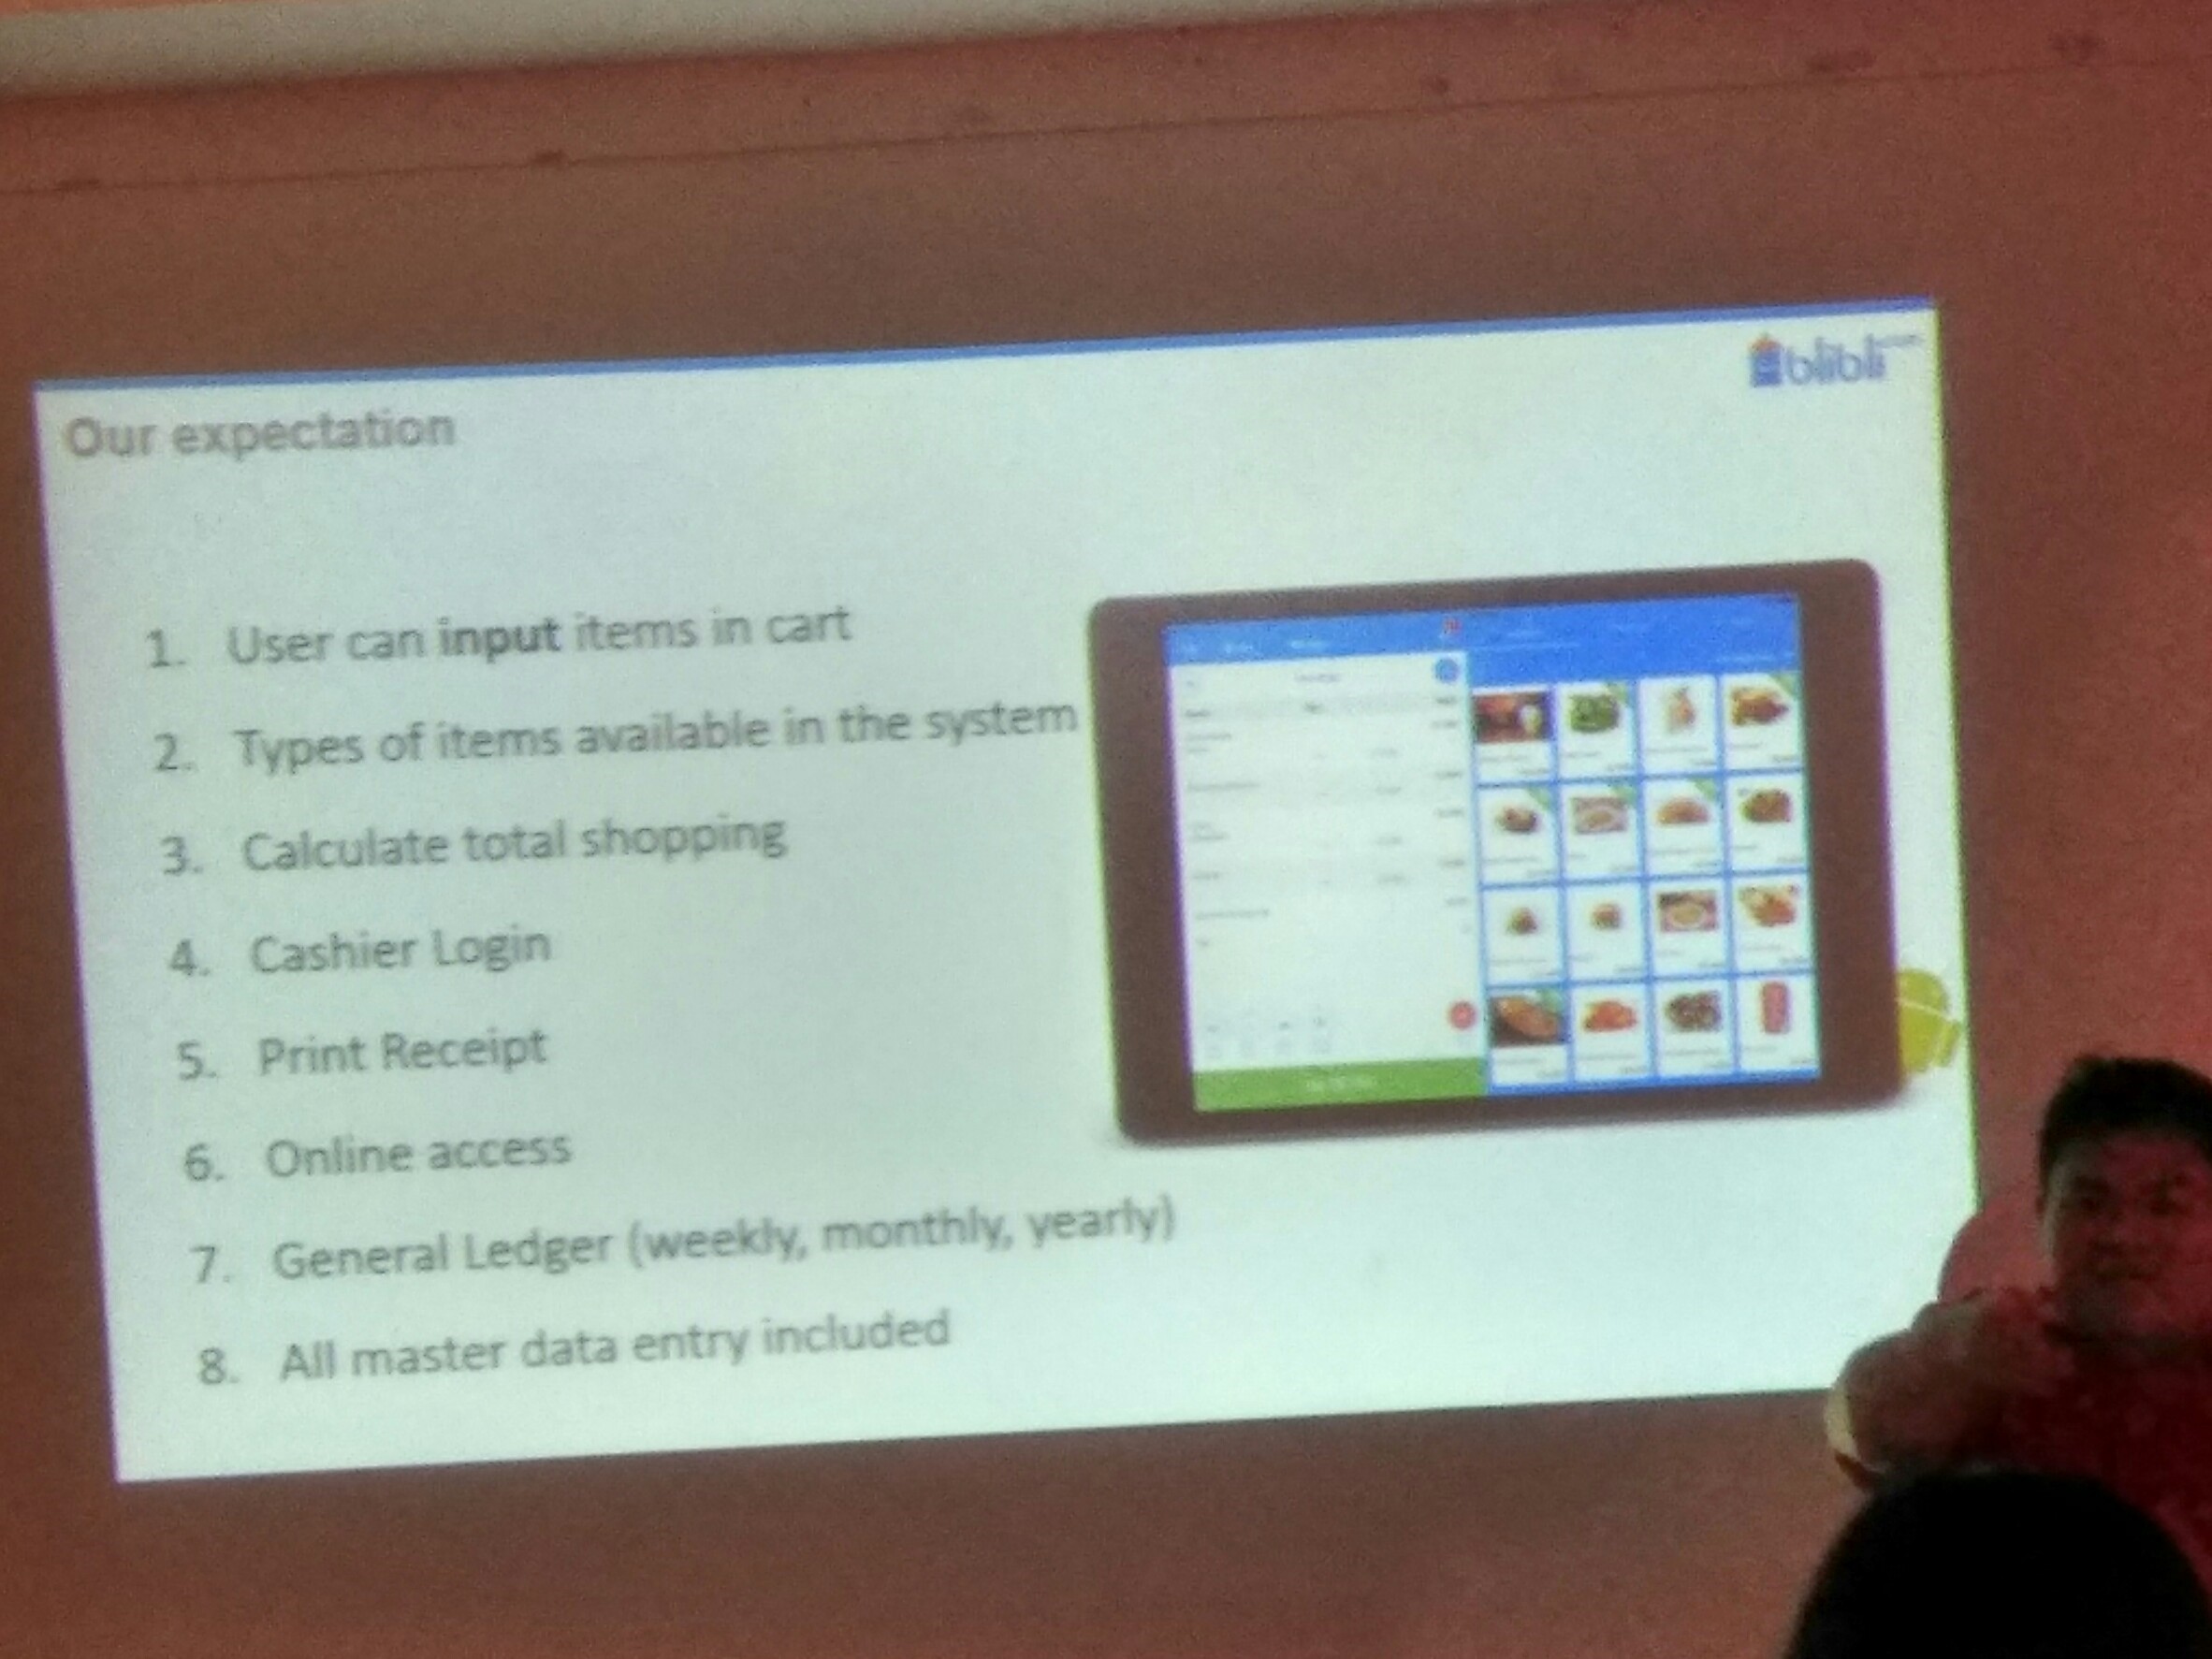 blibli
Our expectation
1. User can input items in cart
2. Types of items available in the system
3. Calculate total shopping
4. Cashier Login
5. Print Receipt
6. Online access
7. General Ledger (weekly, monthly, yearly)
8. All master data entry included